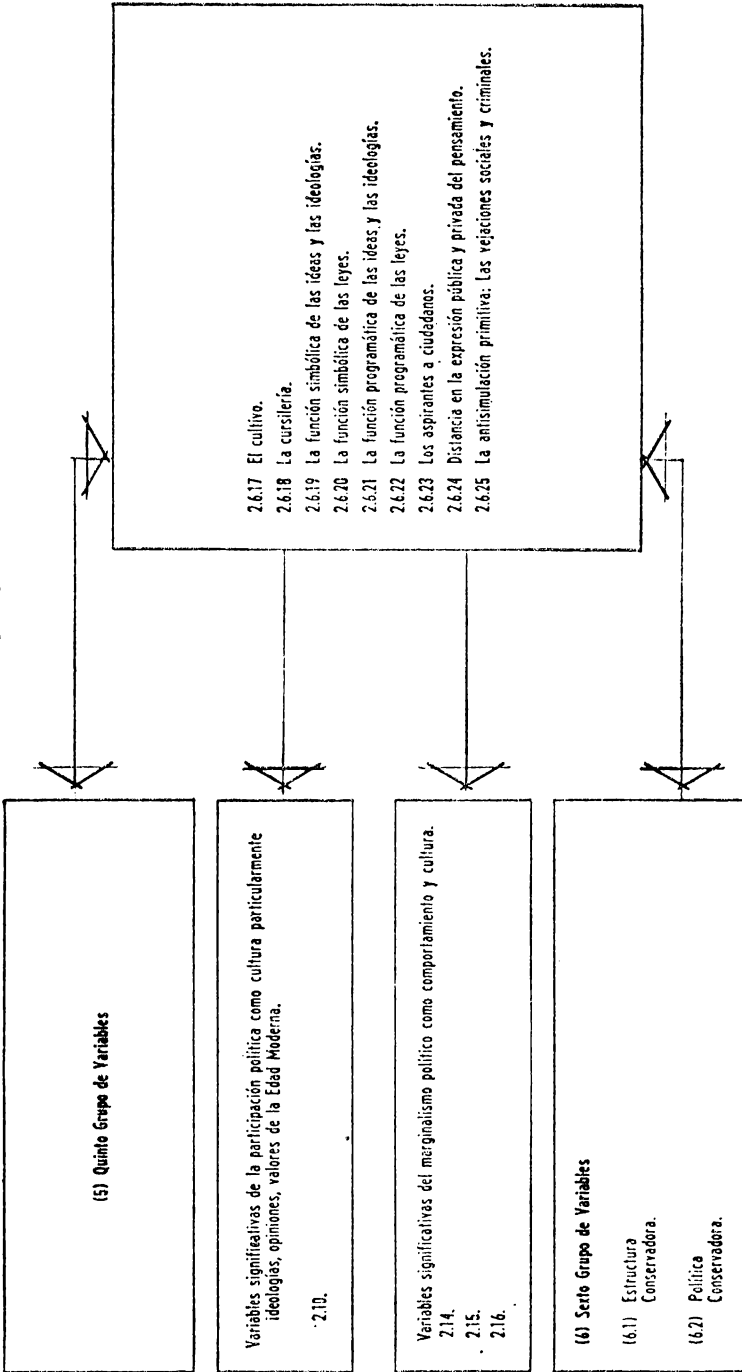 (5) Quinto Grupo de Variables
Variables significativas de la participación política como cultura particularmente
ideologías, opiniones, valores de la Edad Moderna.
2.10.
Variables significativas del marginalismo político como comportamiento y cultura.
2.14.
2.15.
2.16.
(6) Sexto Grupo de Variables
(6.1) Estructura
Conservadora.
(6.2) Política
Conservadora.
2.6.17 El cultivo.
2.6.18 La cursilería.
2.6.19 La función simbólica de las ideas y las ideologías.
2.6.20 La función simbólica de las leyes.
2.6.21 La función programática de las ideas y las ideologías.
2.6.22 La función programática de las leyes.
2.6.23 Los aspirantes a ciudadanos.
2.6.24 Distancia en la expresión pública y privada del pensamiento.
2.6.25 La antisimulación primitiva: Las vejaciones sociales y criminales.